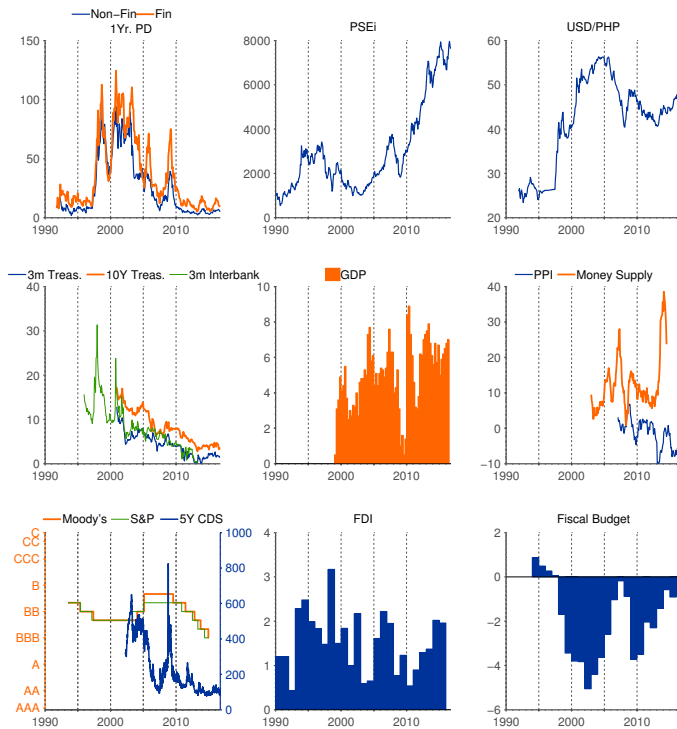 Non−Fin Fin
1Yr. PD
150
100
50
0
1990 2000 2010
PSEi
8000
6000
4000
2000
0
1990 2000 2010
USD/PHP
60
50
40
30
20
1990 2000 2010
3m Treas. 10Y Treas. 3m Interbank
40
30
20
10
0
1990 2000 2010
GDP
10
8
6
4
2
0
1990 2000 2010
PPI Money Supply
40
30
20
10
0
−10
1990 2000 2010
Moody's S&P 5Y CDS
C
CC
CCC
B
BB
BBB
A
AA
AAA
1000
800
600
400
200
0
1990 2000 2010
FDI
4
3
2
1
0
1990 2000 2010
Fiscal Budget
2
0
−2
−4
−6
1990 2000 2010